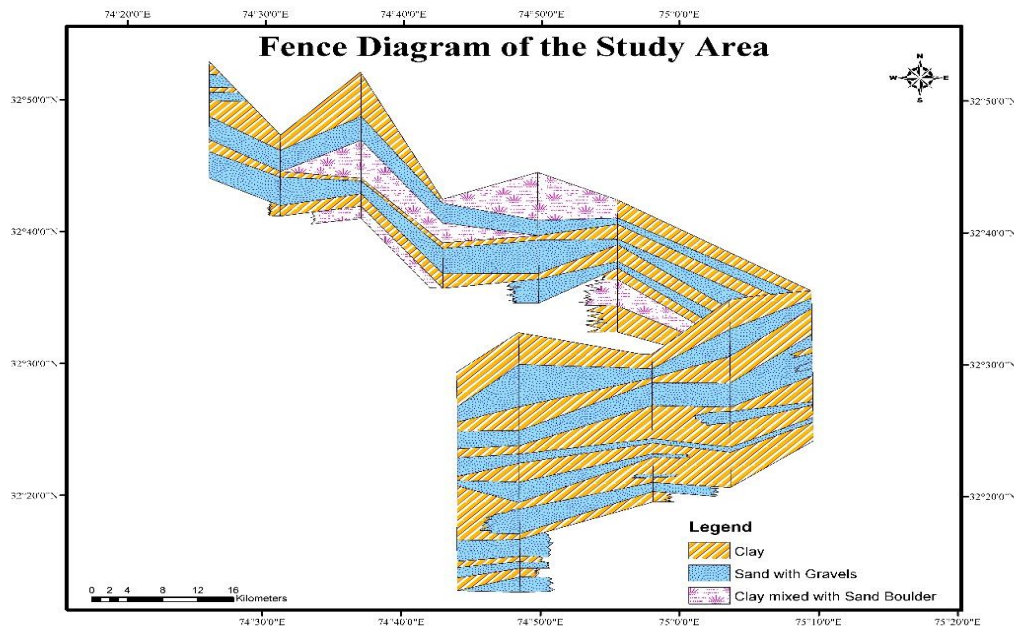 74°20'0"E 74°30'0"E 74°40'0"E 74°50'0"E 75°0'0"E
Fence Diagram of the Study Area
N
W E
S
32°50'0"N 32°50'0"N
32°40'0"N 32°40'0"N
32°30'0"N 32°30'0"N
32°20'0"N 32°20'0"N
Legend
Clay
Sand with Gravels
Clay mixed with Sand Boulder
0 2 4 8 12 16
Kilometers
74°30'0"E 74°40'0"E 74°50'0"E 75°0'0"E 75°10'0"E 75°20'0"E